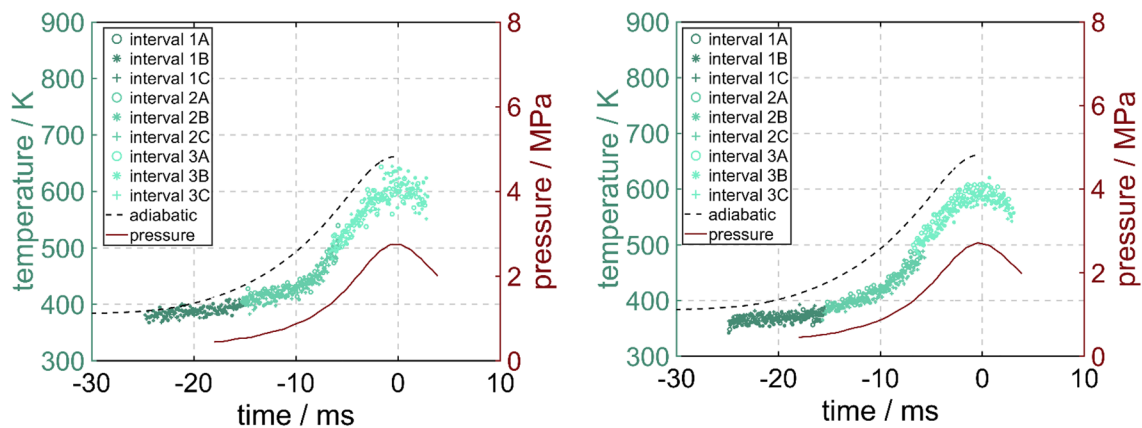 900
800
700
600
500
400
300
temperature / K
8
6
4
2
0
pressure / MPa
interval 1A
interval 1B
interval 1C
interval 2A
interval 2B
interval 2C
interval 3A
interval 3B
interval 3C
adiabatic
pressure
-30 -20 -10 0 10
time / ms
900
800
700
600
500
400
300
temperature / K
8
6
4
2
0
pressure / MPa
interval 1A
interval 1B
interval 1C
interval 2A
interval 2B
interval 2C
interval 3A
interval 3B
interval 3C
adiabatic
pressure
-30 -20 -10 0 10
time / ms